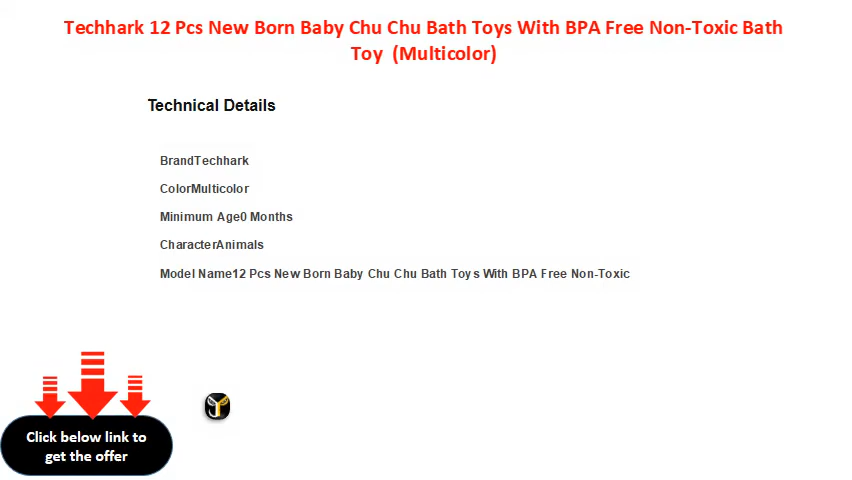 Techhark 12 Pcs New Born Baby Chu Chu Bath Toys With BPA Free Non-Toxic Bath
Toy (Multicolor)
Technical Details
BrandTechhark
ColorMulticolor
Minimum Age0 Months
CharacterAnimals
Model Name12 Pcs New Born Baby Chu Chu Bath Toys With BPA Free Non-Toxic
Click below link to
get the offer